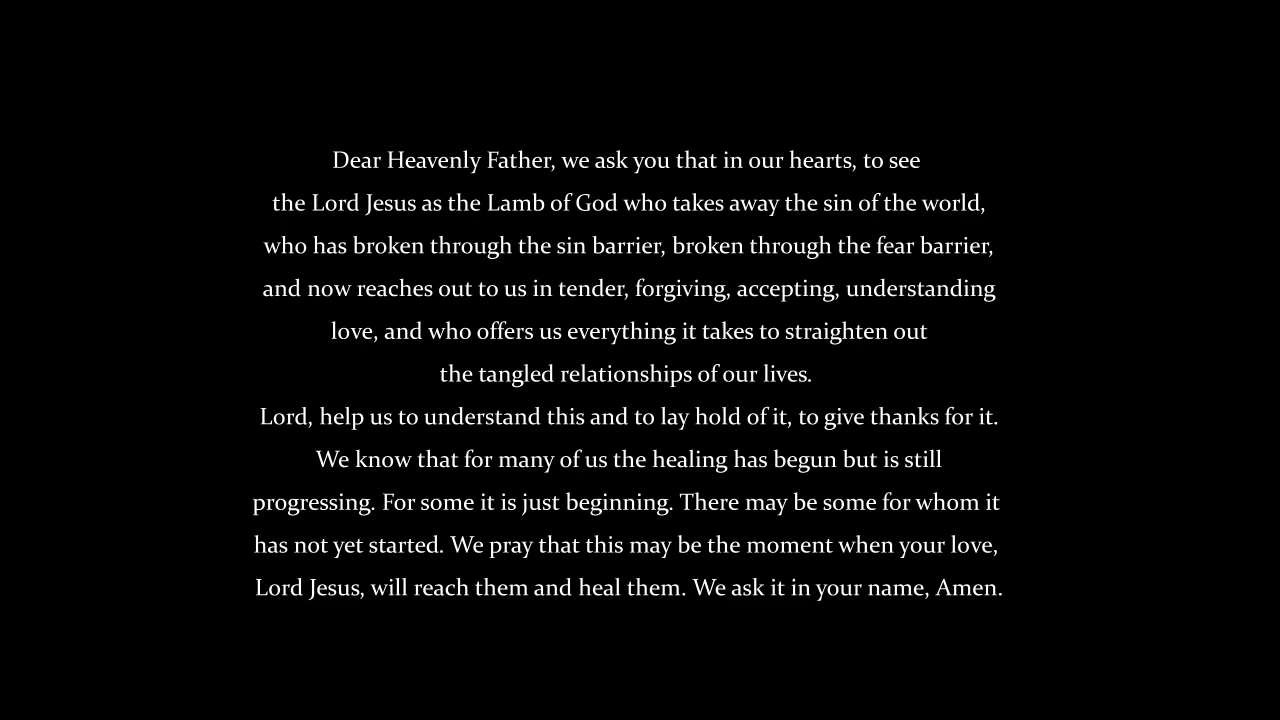 Dear Heavenly Father, we ask you that in our hearts, to see
the Lord Jesus as the Lamb of God who takes away the sin of the world,
who has broken through the sin barrier, broken through the fear barrier,
and now reaches out to us in tender, forgiving, accepting, understanding
love, and who offers us everything it takes to straighten out
the tangled relationships of our lives.
Lord, help us to understand this and to lay hold of it, to give thanks for it.
We know that for many of us the healing has begun but is still
progressing. For some it is just beginning. There may be some for whom it
has not yet started. We pray that this may be the moment when your love,
Lord Jesus, will reach them and heal them. We ask it in your name, Amen.